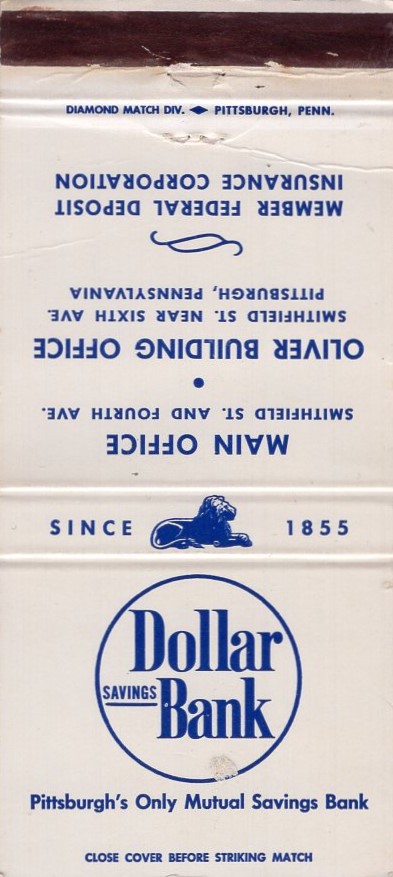 DIAMOND MATCH DIV. PITTSBURGH, PENN.
MAIN OFFICE
SMITHFIELD ST. AND FOURTH AVE.
•
OLIVER BUILDING OFFICE
SMITHFIELD ST. NEAR SIXTH AVE.
PITTSBURGH, PENNSYLVANIA
MEMBER FEDERAL DEPOSIT
INSURANCE CORPORATION
SINCE 1855
Dollar
SAVINGS
Bank
Pittsburgh's Only Mutual Savings Bank
CLOSE COVER BEFORE STRIKING MATCH